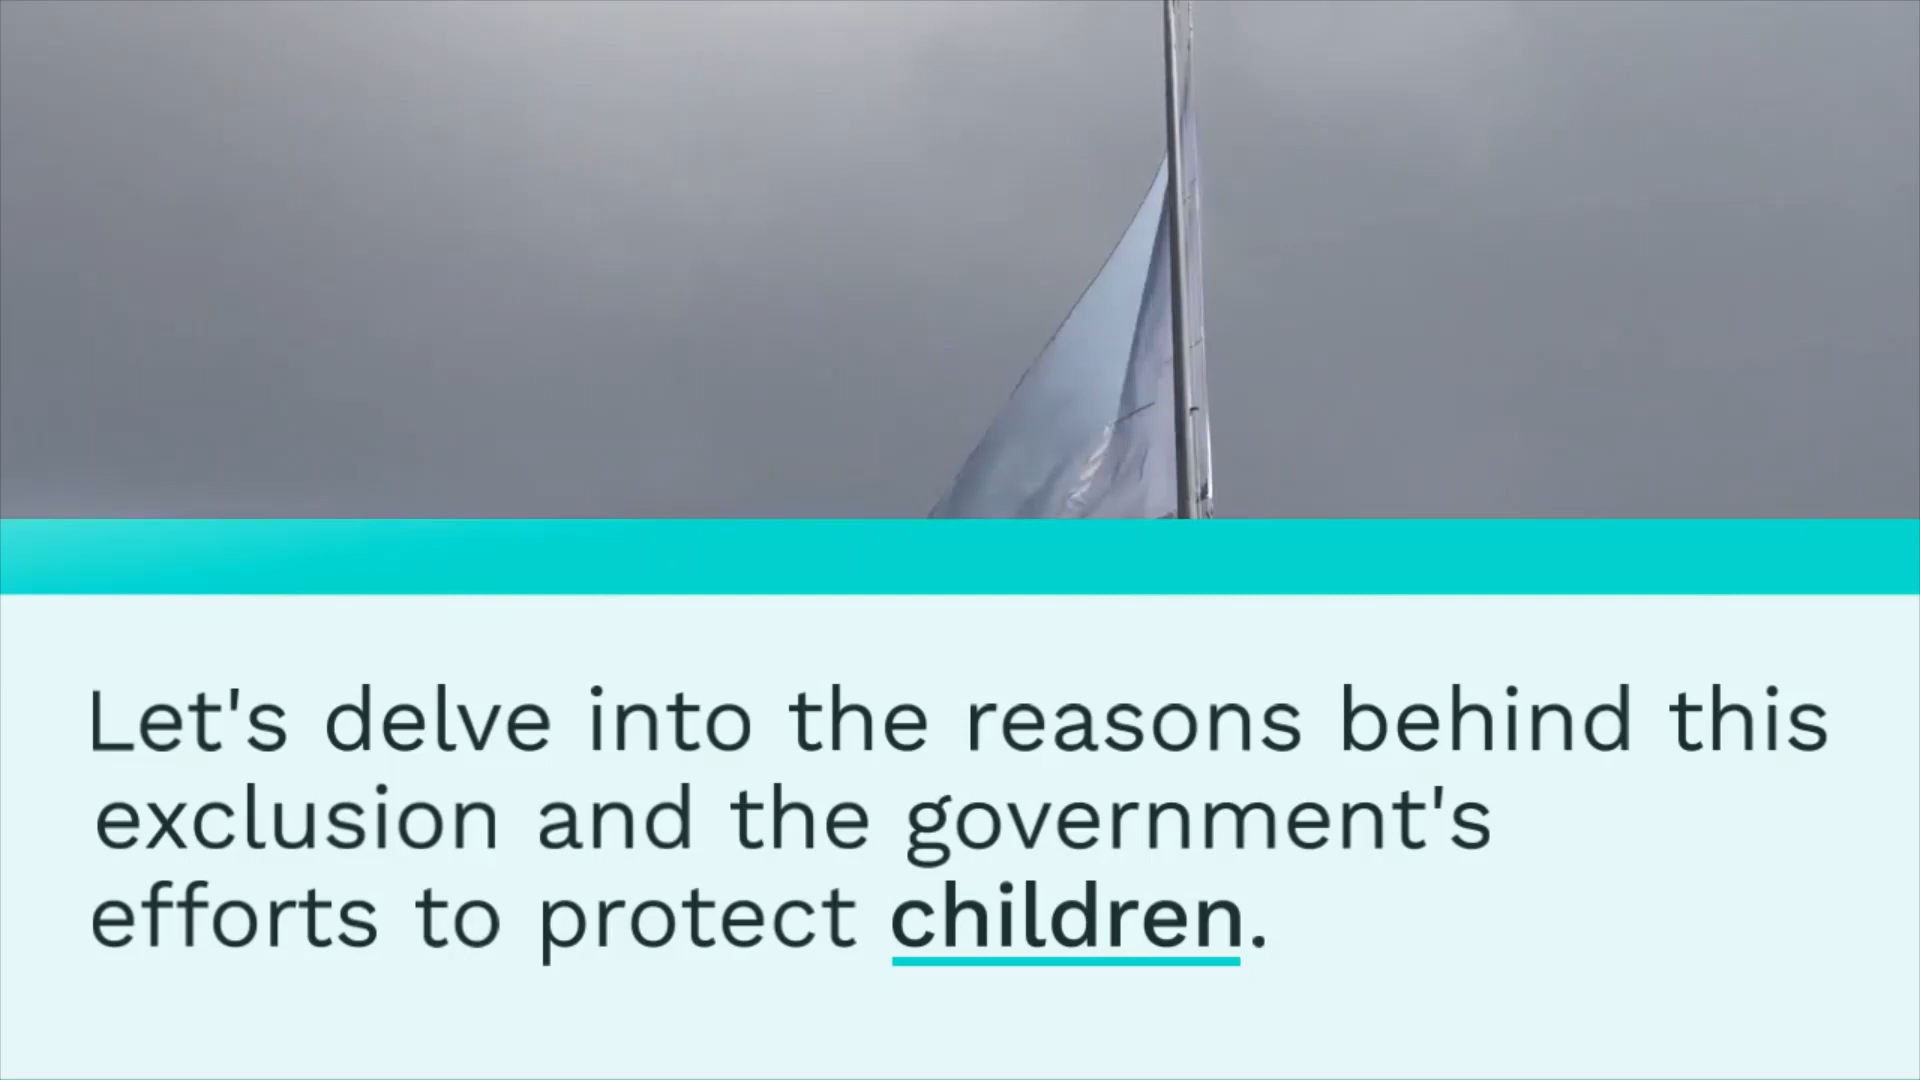 Let's delve into the reasons behind this
exclusion and the government's
efforts to protect children.